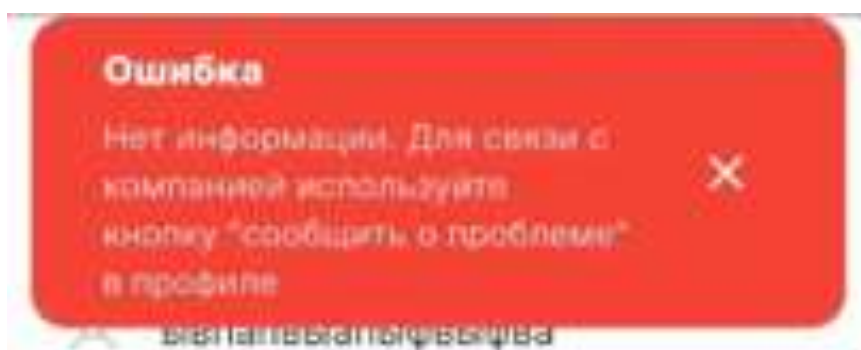 Ошибка
Нет информации. Для связи с
компанией используйте
кнопку "сообщить о проблеме"
в профиле